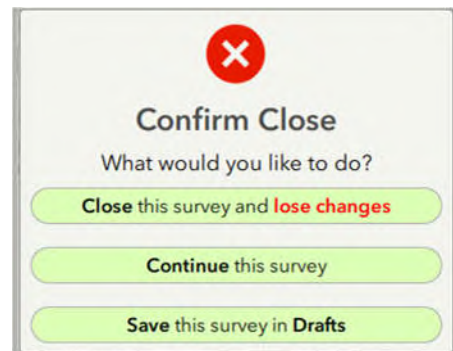 Confirm Close
What would you like to do?
Close this survey and lose changes
Continue this survey
Save this survey in Drafts